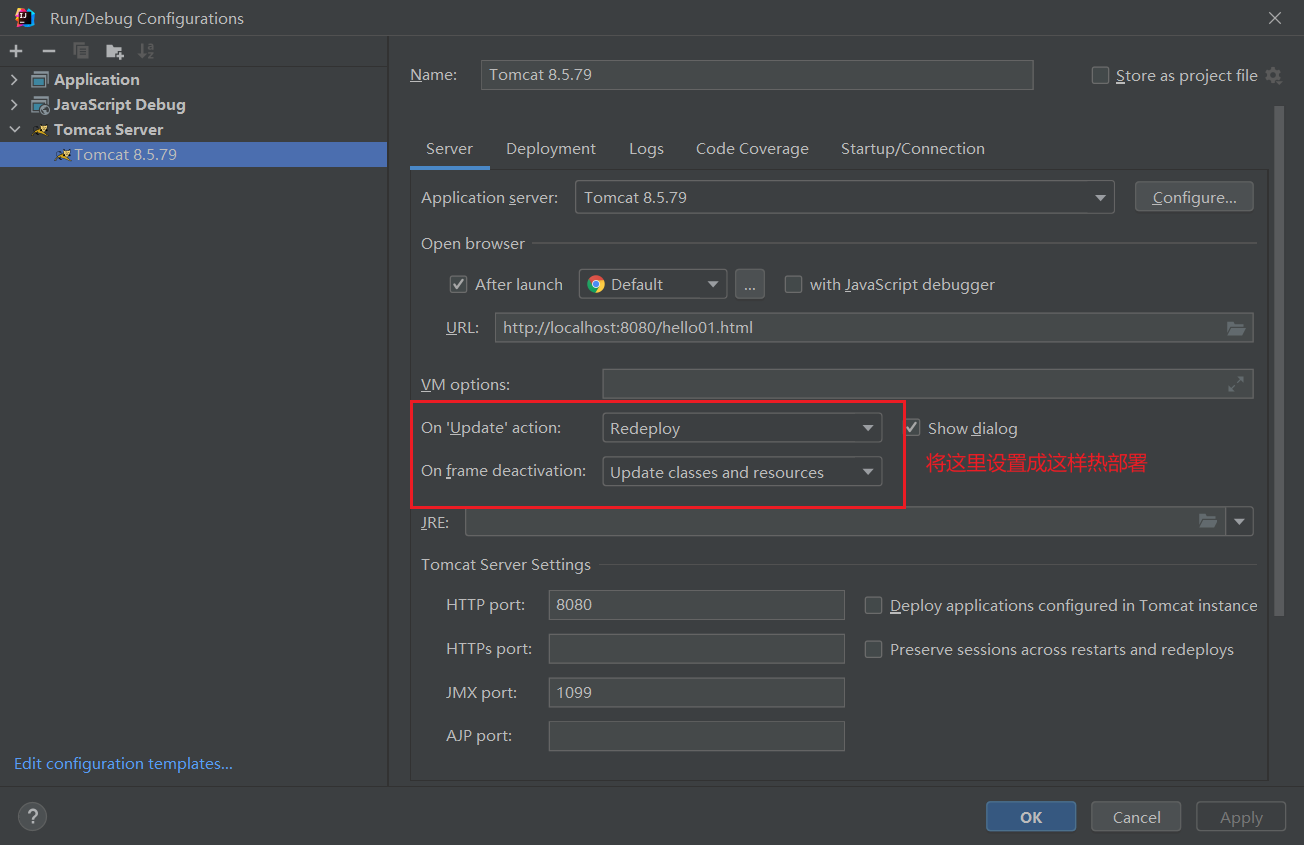 Run/Debug Configurations
Application
JavaScript Debug
Tomcat Server
Tomcat 8.5.79
Edit configuration templates...
Name: Tomcat 8.5.79 Store as project file
Server Deployment Logs Code Coverage Startup/Connection
Application server: Tomcat 8.5.79 Configure...
Open browser
After launch Default ... with JavaScript debugger
URL: http://localhost:8080/hello01.html
VM options:
On 'Update' action: Redeploy Show dialog
将这里设置成这样热部署
On frame deactivation: Update classes and resources
JRE:
Tomcat Server Settings
HTTP port: 8080 Deploy applications configured in Tomcat instance
HTTPs port: Preserve sessions across restarts and redeploys
JMX port: 1099
AJP port:
? OK Cancel Apply